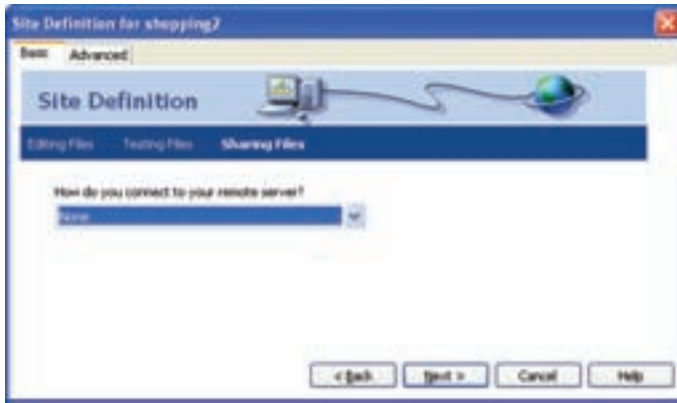 Site Definition for shopping2
Basic Advanced
Site Definition
Editing Files Testing Files Sharing Files
How do you connect to your remote server?
None
< Back Next > Cancel Help